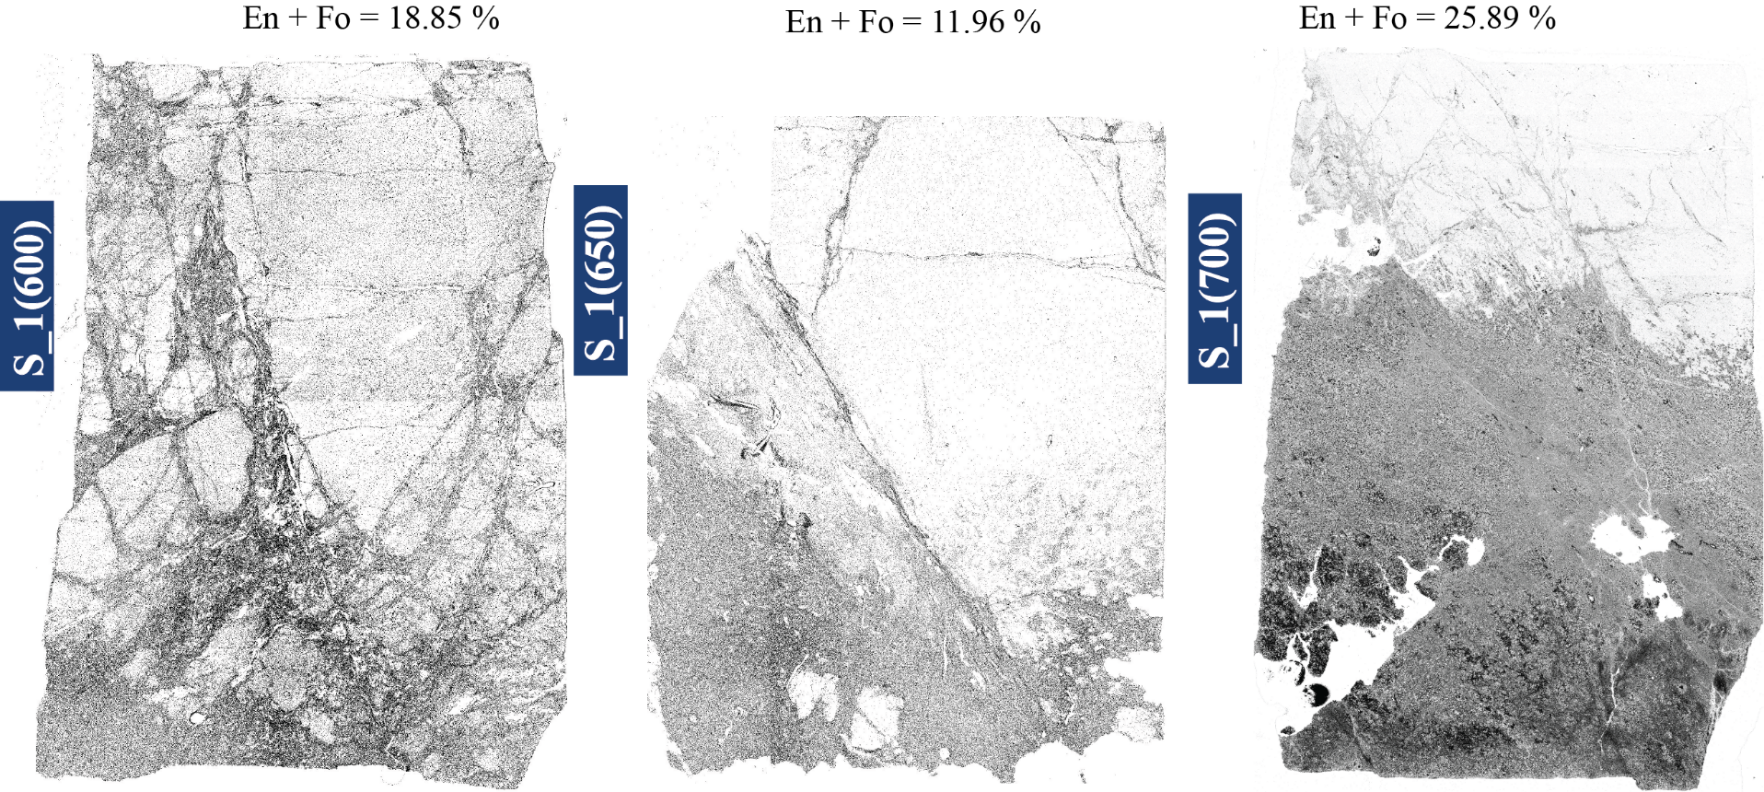 En + Fo = 18.85 %
En + Fo = 11.96 %
En + Fo = 25.89 %
S_1(600)
S_1(650)
S_1(700)